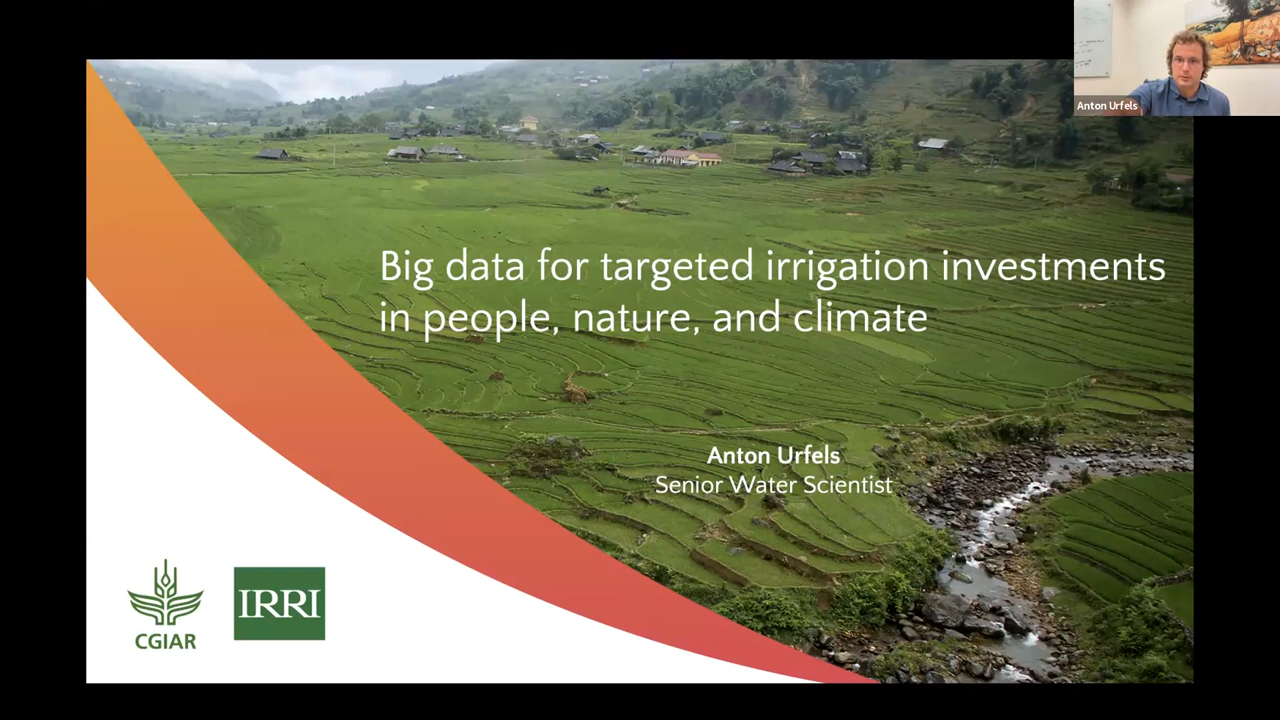 Anton Urfels
Big data for targeted irrigation investments
in people, nature, and climate
Anton Urfels
Senior Water Scientist
CGIAR
IRRI